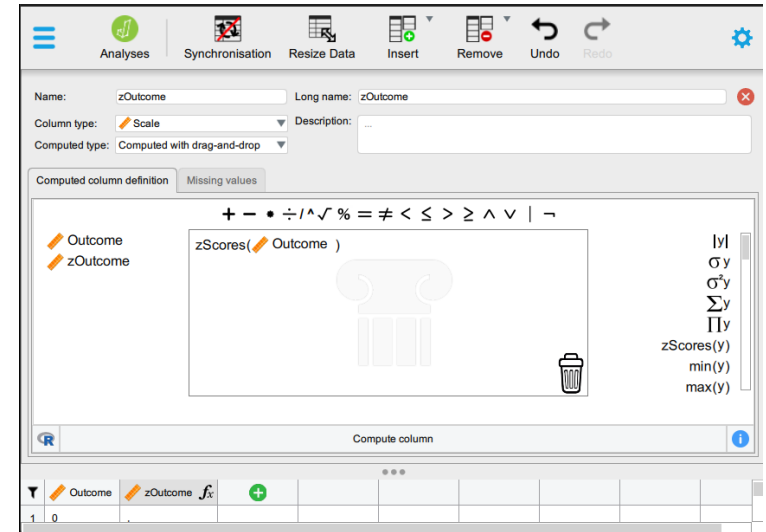 Analyses Synchronisation Resize Data Insert Remove Undo Redo
Name: zOutcome Long name: zOutcome
Column type: Scale Description: ...
Computed type: Computed with drag-and-drop
Computed column definition Missing values
+ − • ÷ / ^ √ % = ≠ < ≤ > ≥ ∧ ∨ | ¬
Outcome zScores( Outcome ) |y|
zOutcome σy
σ²y
∑y
∏y
zScores(y)
min(y)
max(y)
R Compute column i
Outcome zOutcome fx
1 0 .